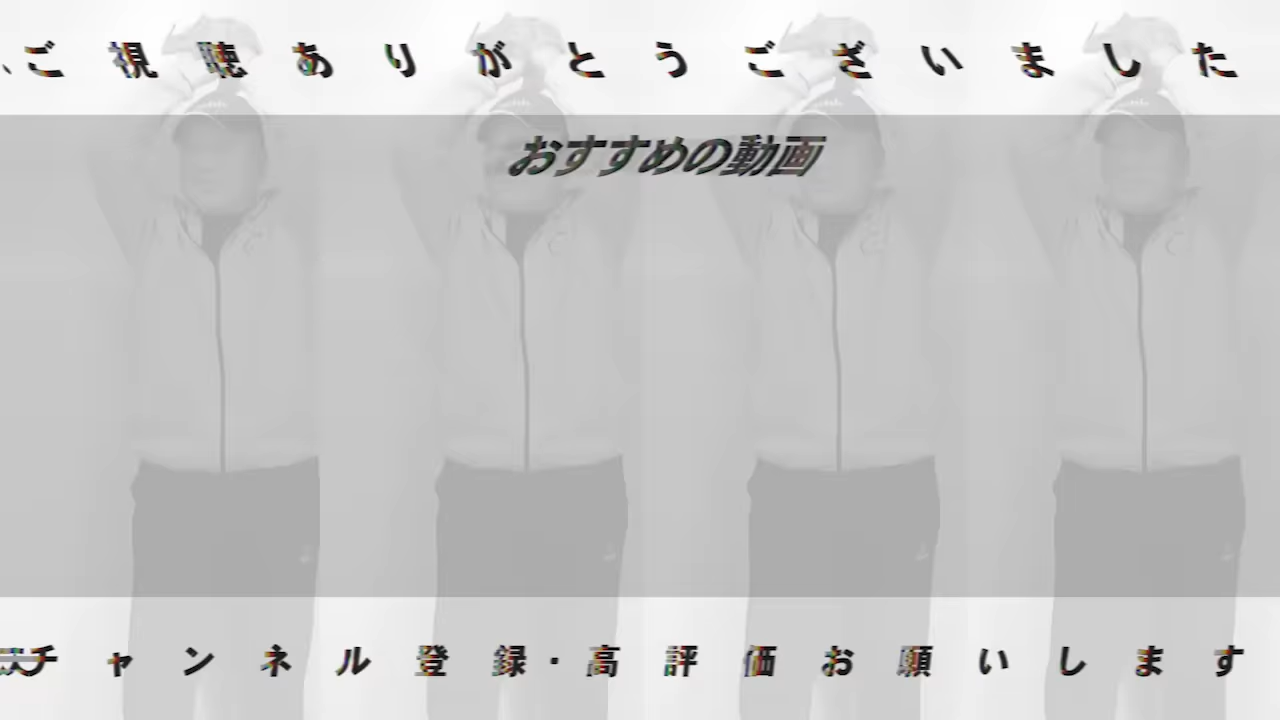 ご視聴ありがとうございました
おすすめの動画
チャンネル登録・高評価お願いします